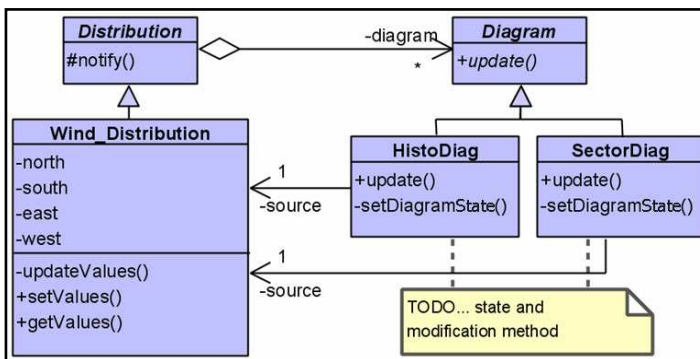 Distribution
#notify()
-diagram
*
Diagram
+update()
Wind_Distribution
-north
-south
-east
-west
-updateValues()
+setValues()
+getValues()
HistoDiag
+update()
-setDiagramState()
SectorDiag
+update()
-setDiagramState()
1
-source
1
-source
TODO... state and
modification method